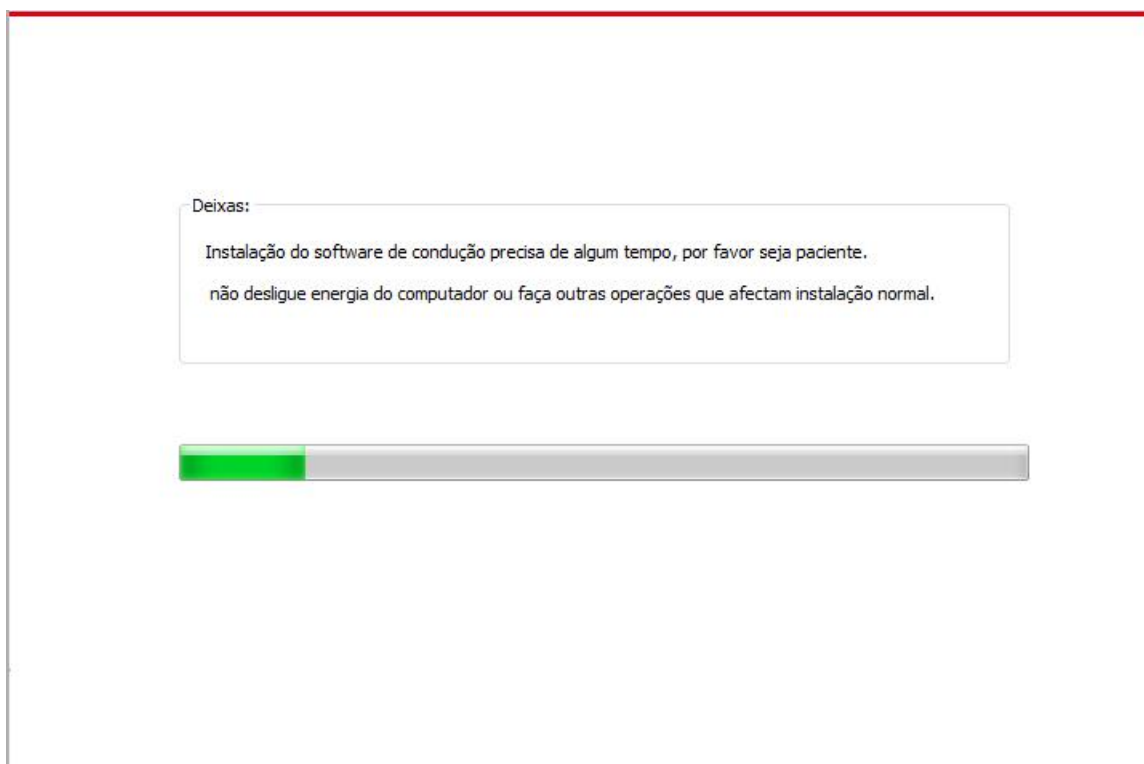 Deixas:
Instalação do software de condução precisa de algum tempo, por favor seja paciente.
não desligue energia do computador ou faça outras operações que afectam instalação normal.